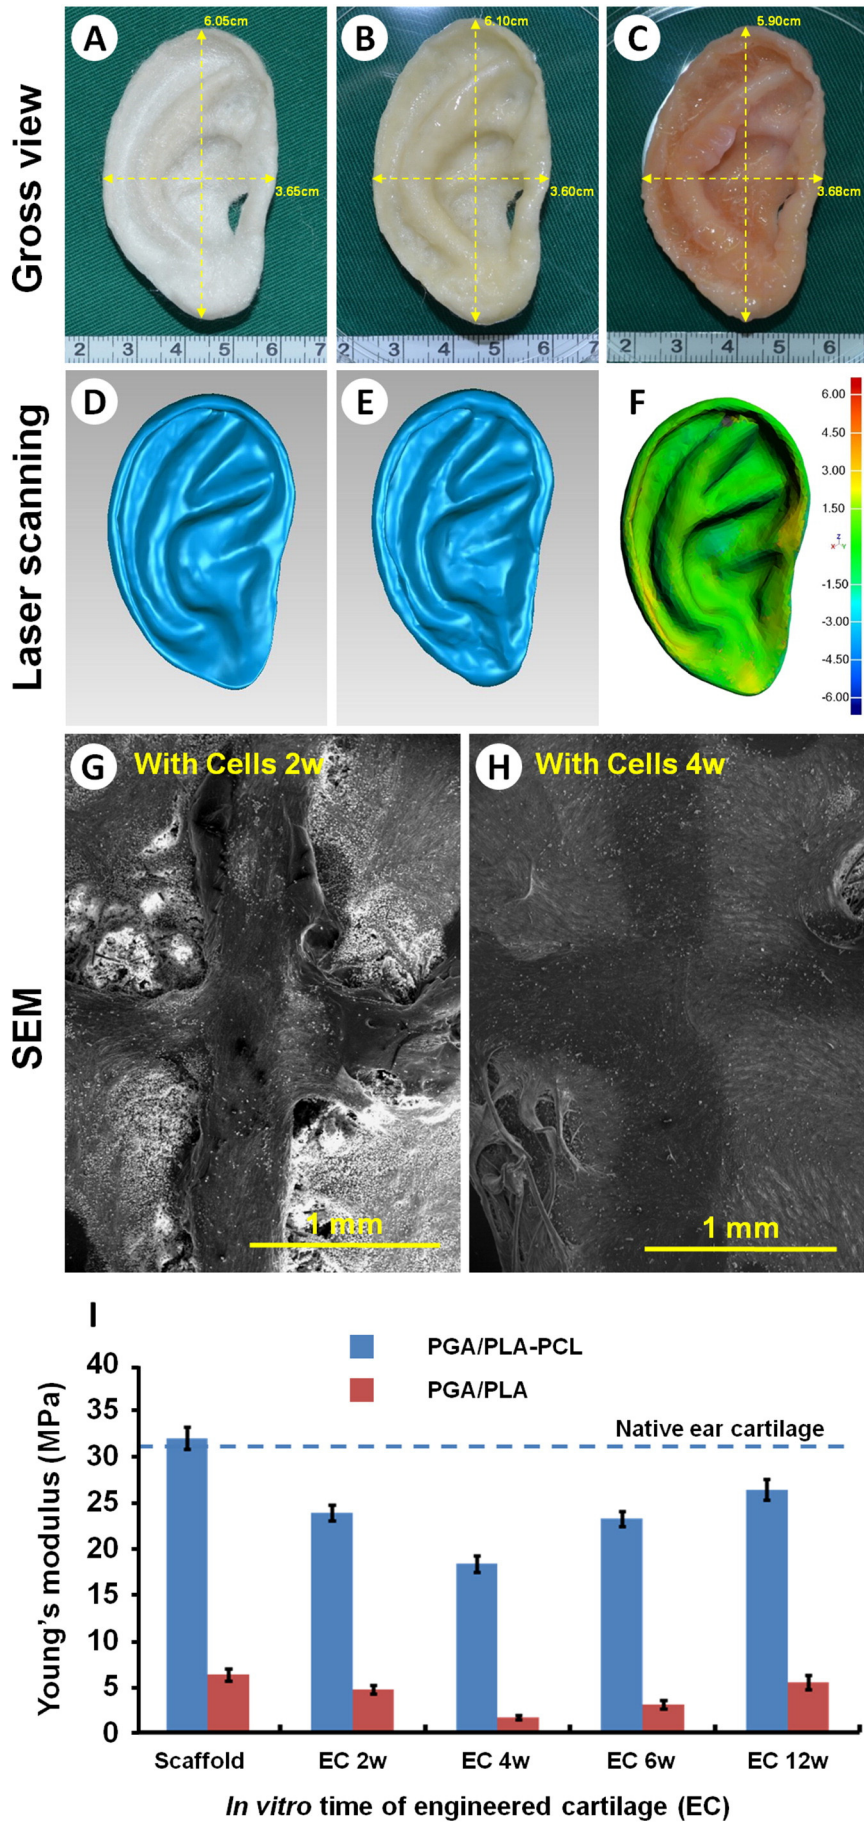 A
B
C
6.05cm
6.10cm
5.90cm
3.65cm
3.60cm
3.68cm
Gross view
2 3 4 5 6 7
2 3 4 5 6 7
1 2 3 4 5
D
E
F
Laser scanning
6.00
4.50
3.00
1.50
-1.50
-3.00
-4.50
-6.00
Z
X Y
G With Cells 2w
H With Cells 4w
SEM
1 mm
1 mm
I
PGA/PLA-PCL
PGA/PLA
Native ear cartilage
Young's modulus (MPa)
40
35
30
25
20
15
10
5
0
Scaffold EC 2w EC 4w EC 6w EC 12w
In vitro time of engineered cartilage (EC)